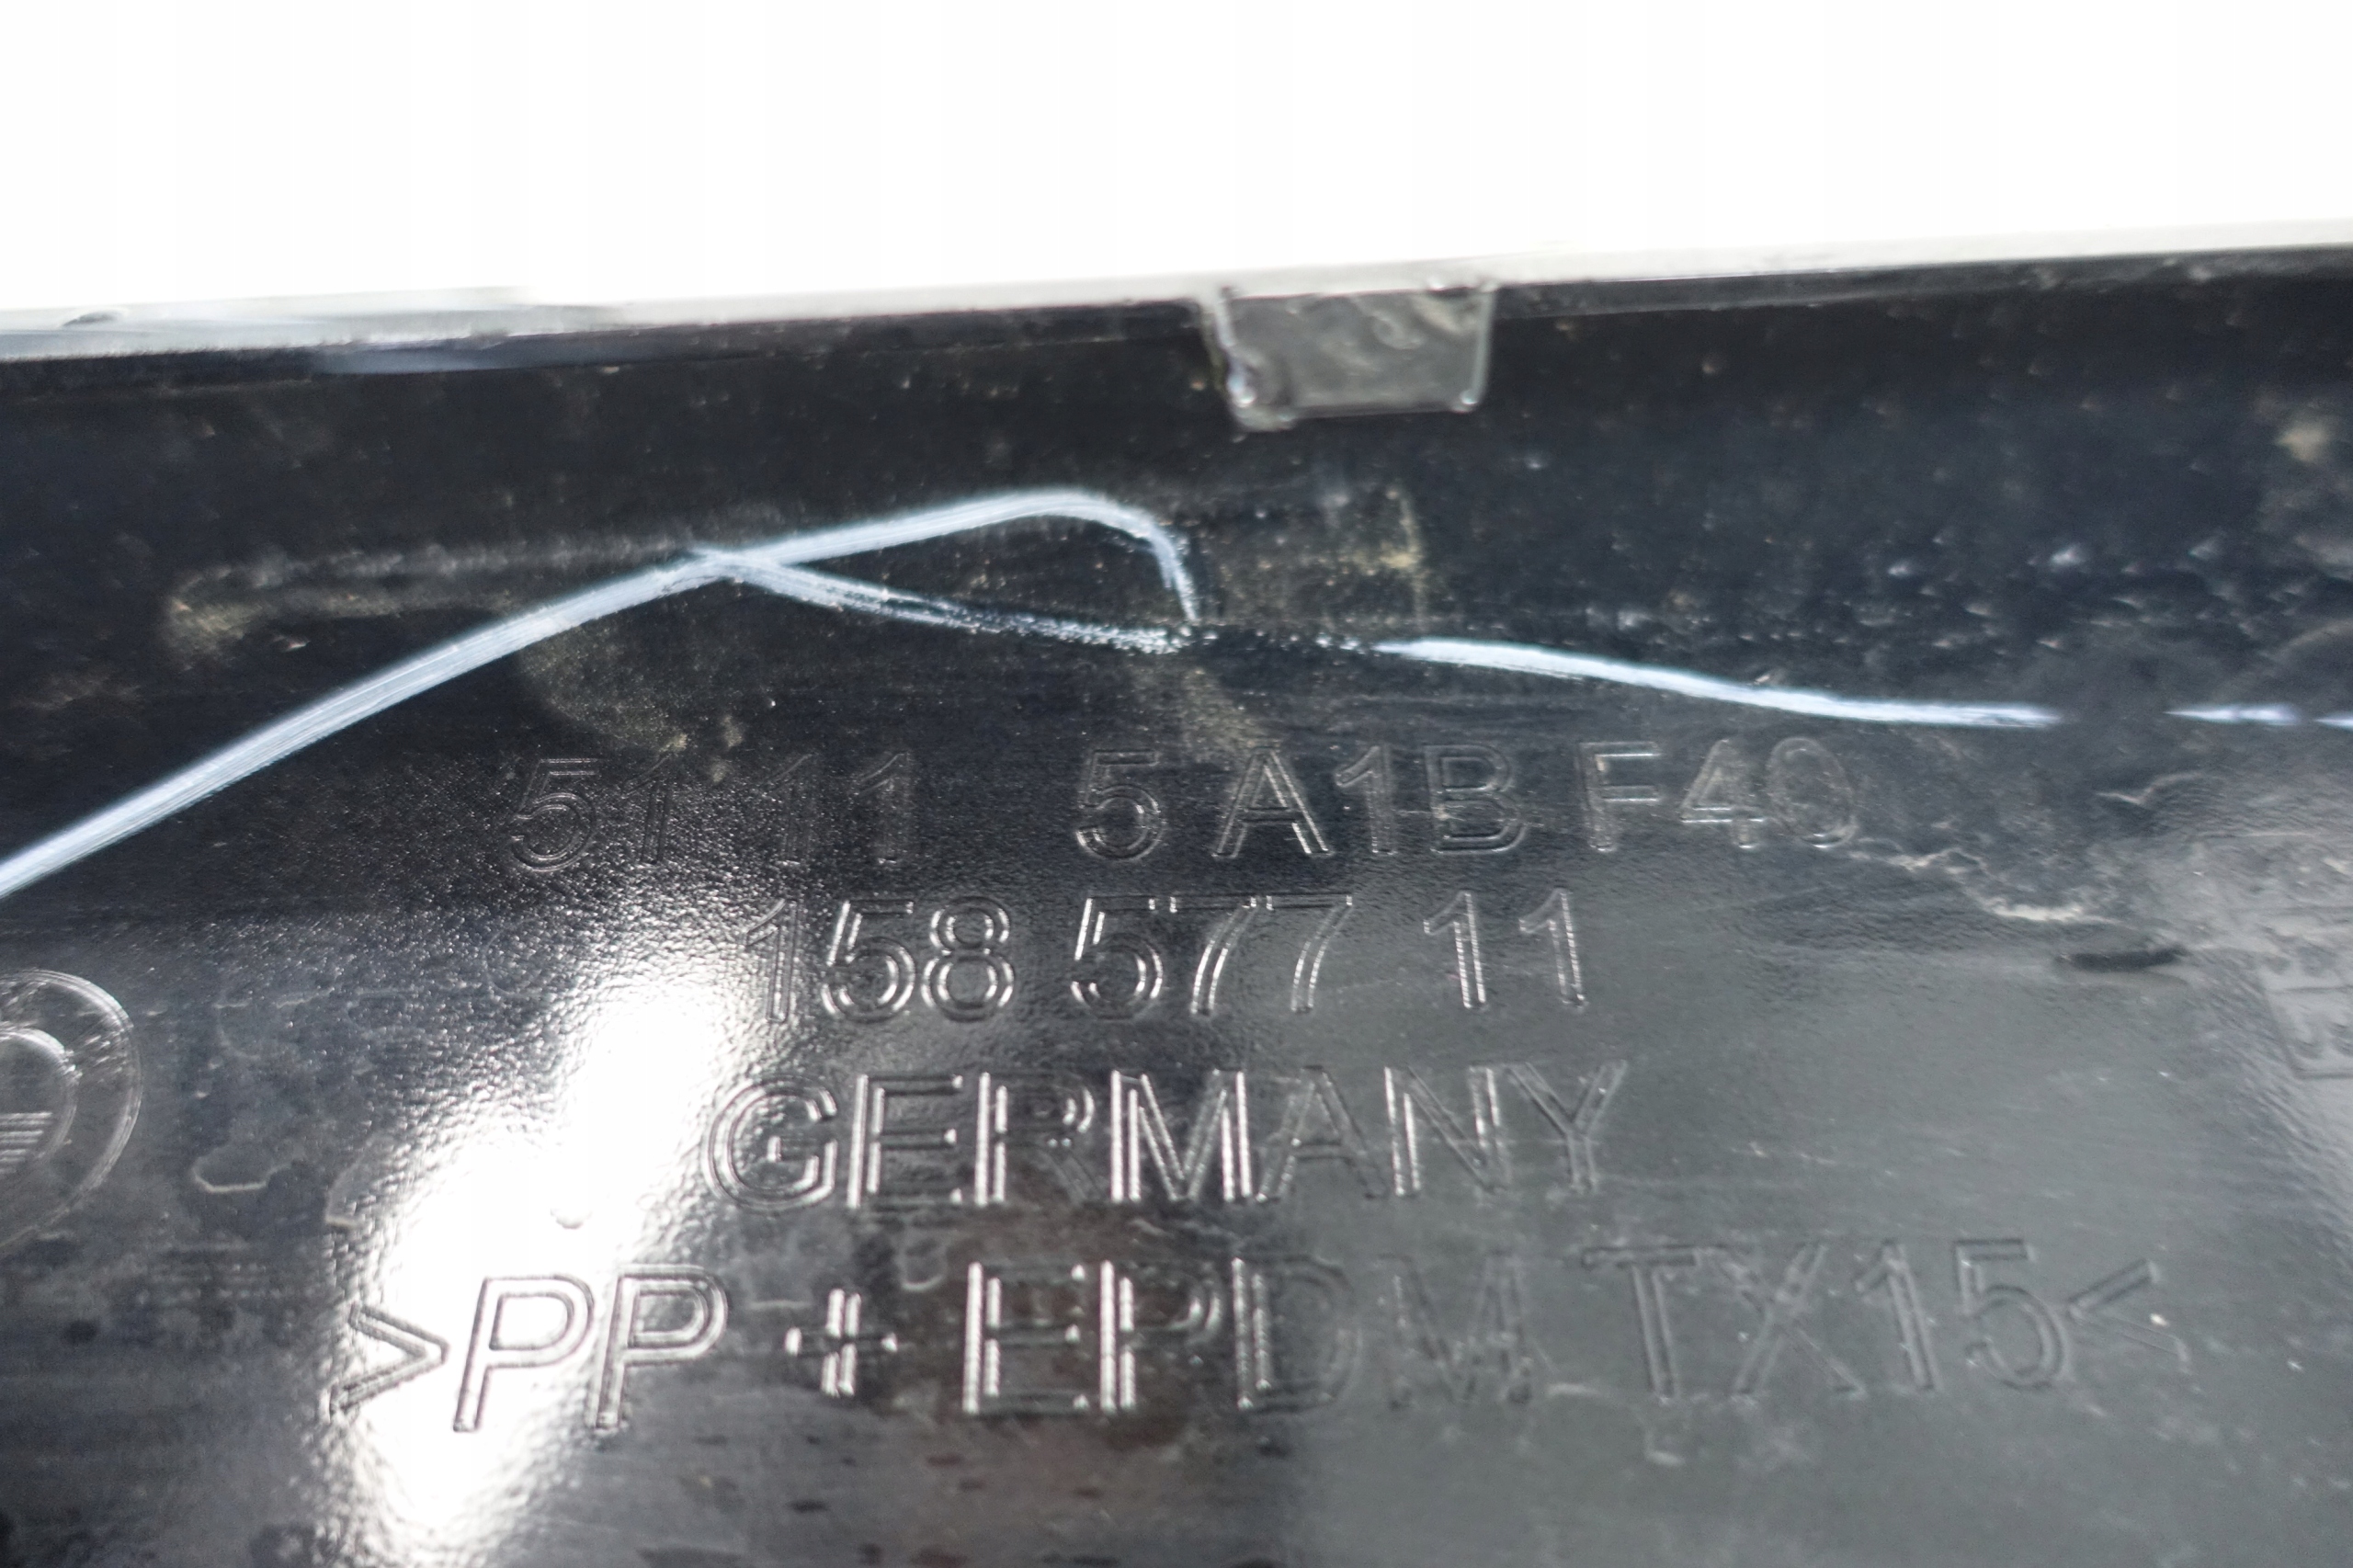 51 11 5 A1B F40
158 577 11
GERMANY
>PP + EPDM TX15<